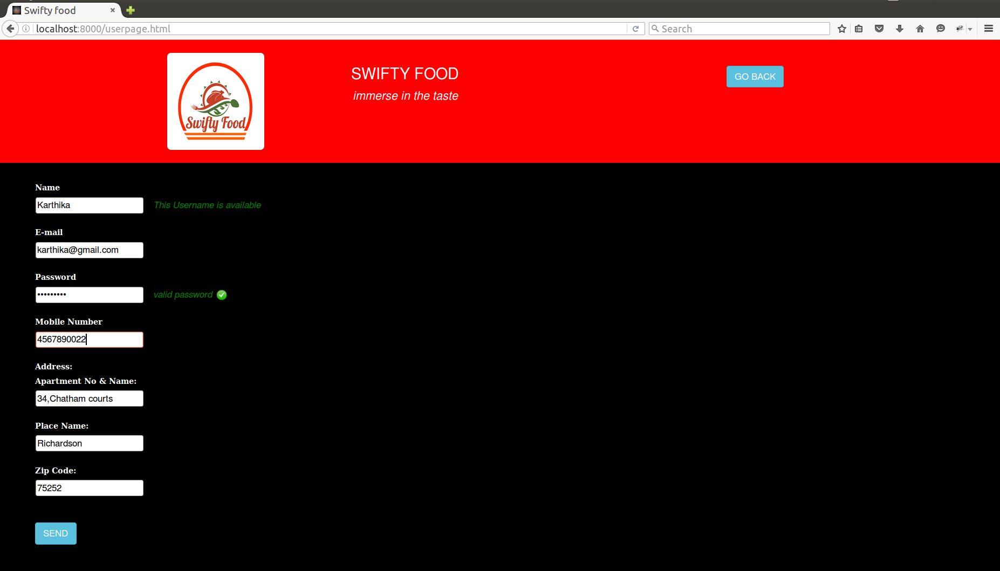 Swifty food
localhost:8000/userpage.html
Search
Swifty Food
SWIFTY FOOD
immerse in the taste
GO BACK
Name
Karthika
This Username is available
E-mail
karthika@gmail.com
Password
•••••••••
valid password
Mobile Number
4567890022
Address:
Apartment No & Name:
34,Chatham courts
Place Name:
Richardson
Zip Code:
75252
SEND